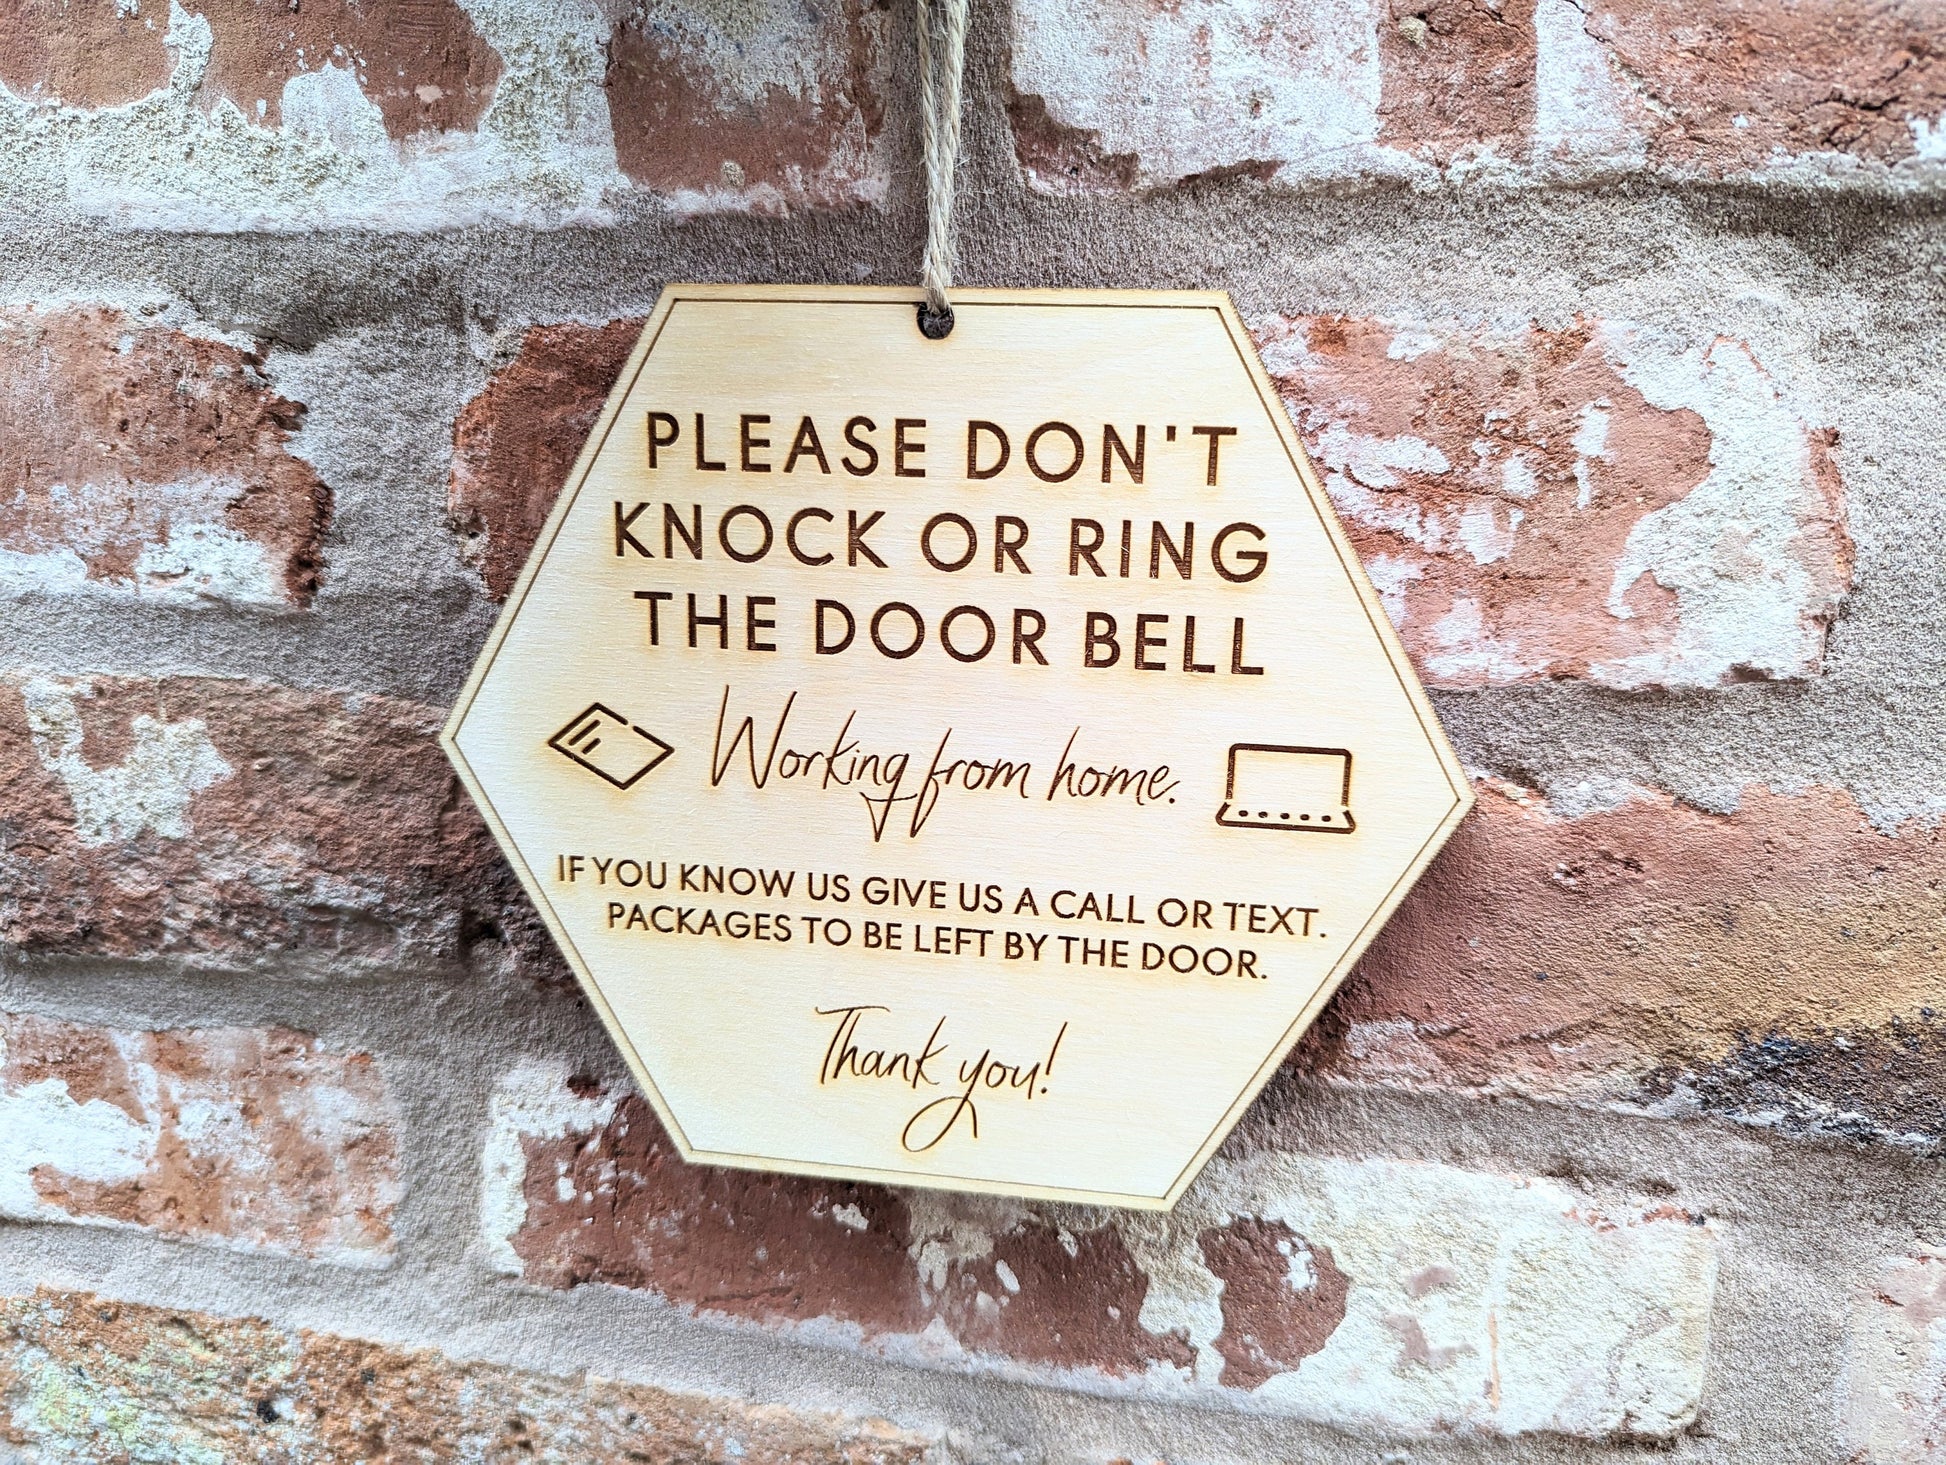 PLEASE DON'T
KNOCK OR RING
THE DOOR BELL
Working from home.
IF YOU KNOW US GIVE US A CALL OR TEXT.
PACKAGES TO BE LEFT BY THE DOOR.
Thank you!